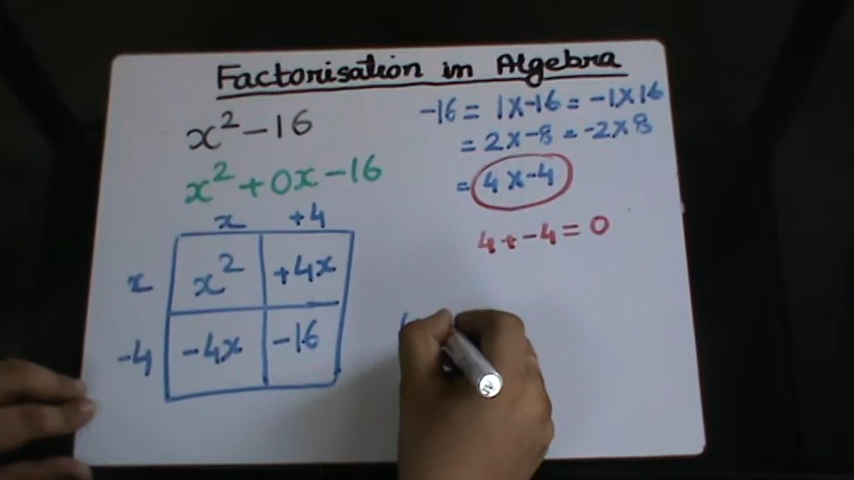 Factorisation in Algebra
x² - 16
x² + 0x - 16
-16 = 1 x -16 = -1 x 16
= 2 x -8 = -2 x 8
= 4 x -4
4 + -4 = 0
x +4
x x² +4x
-4 -4x -16